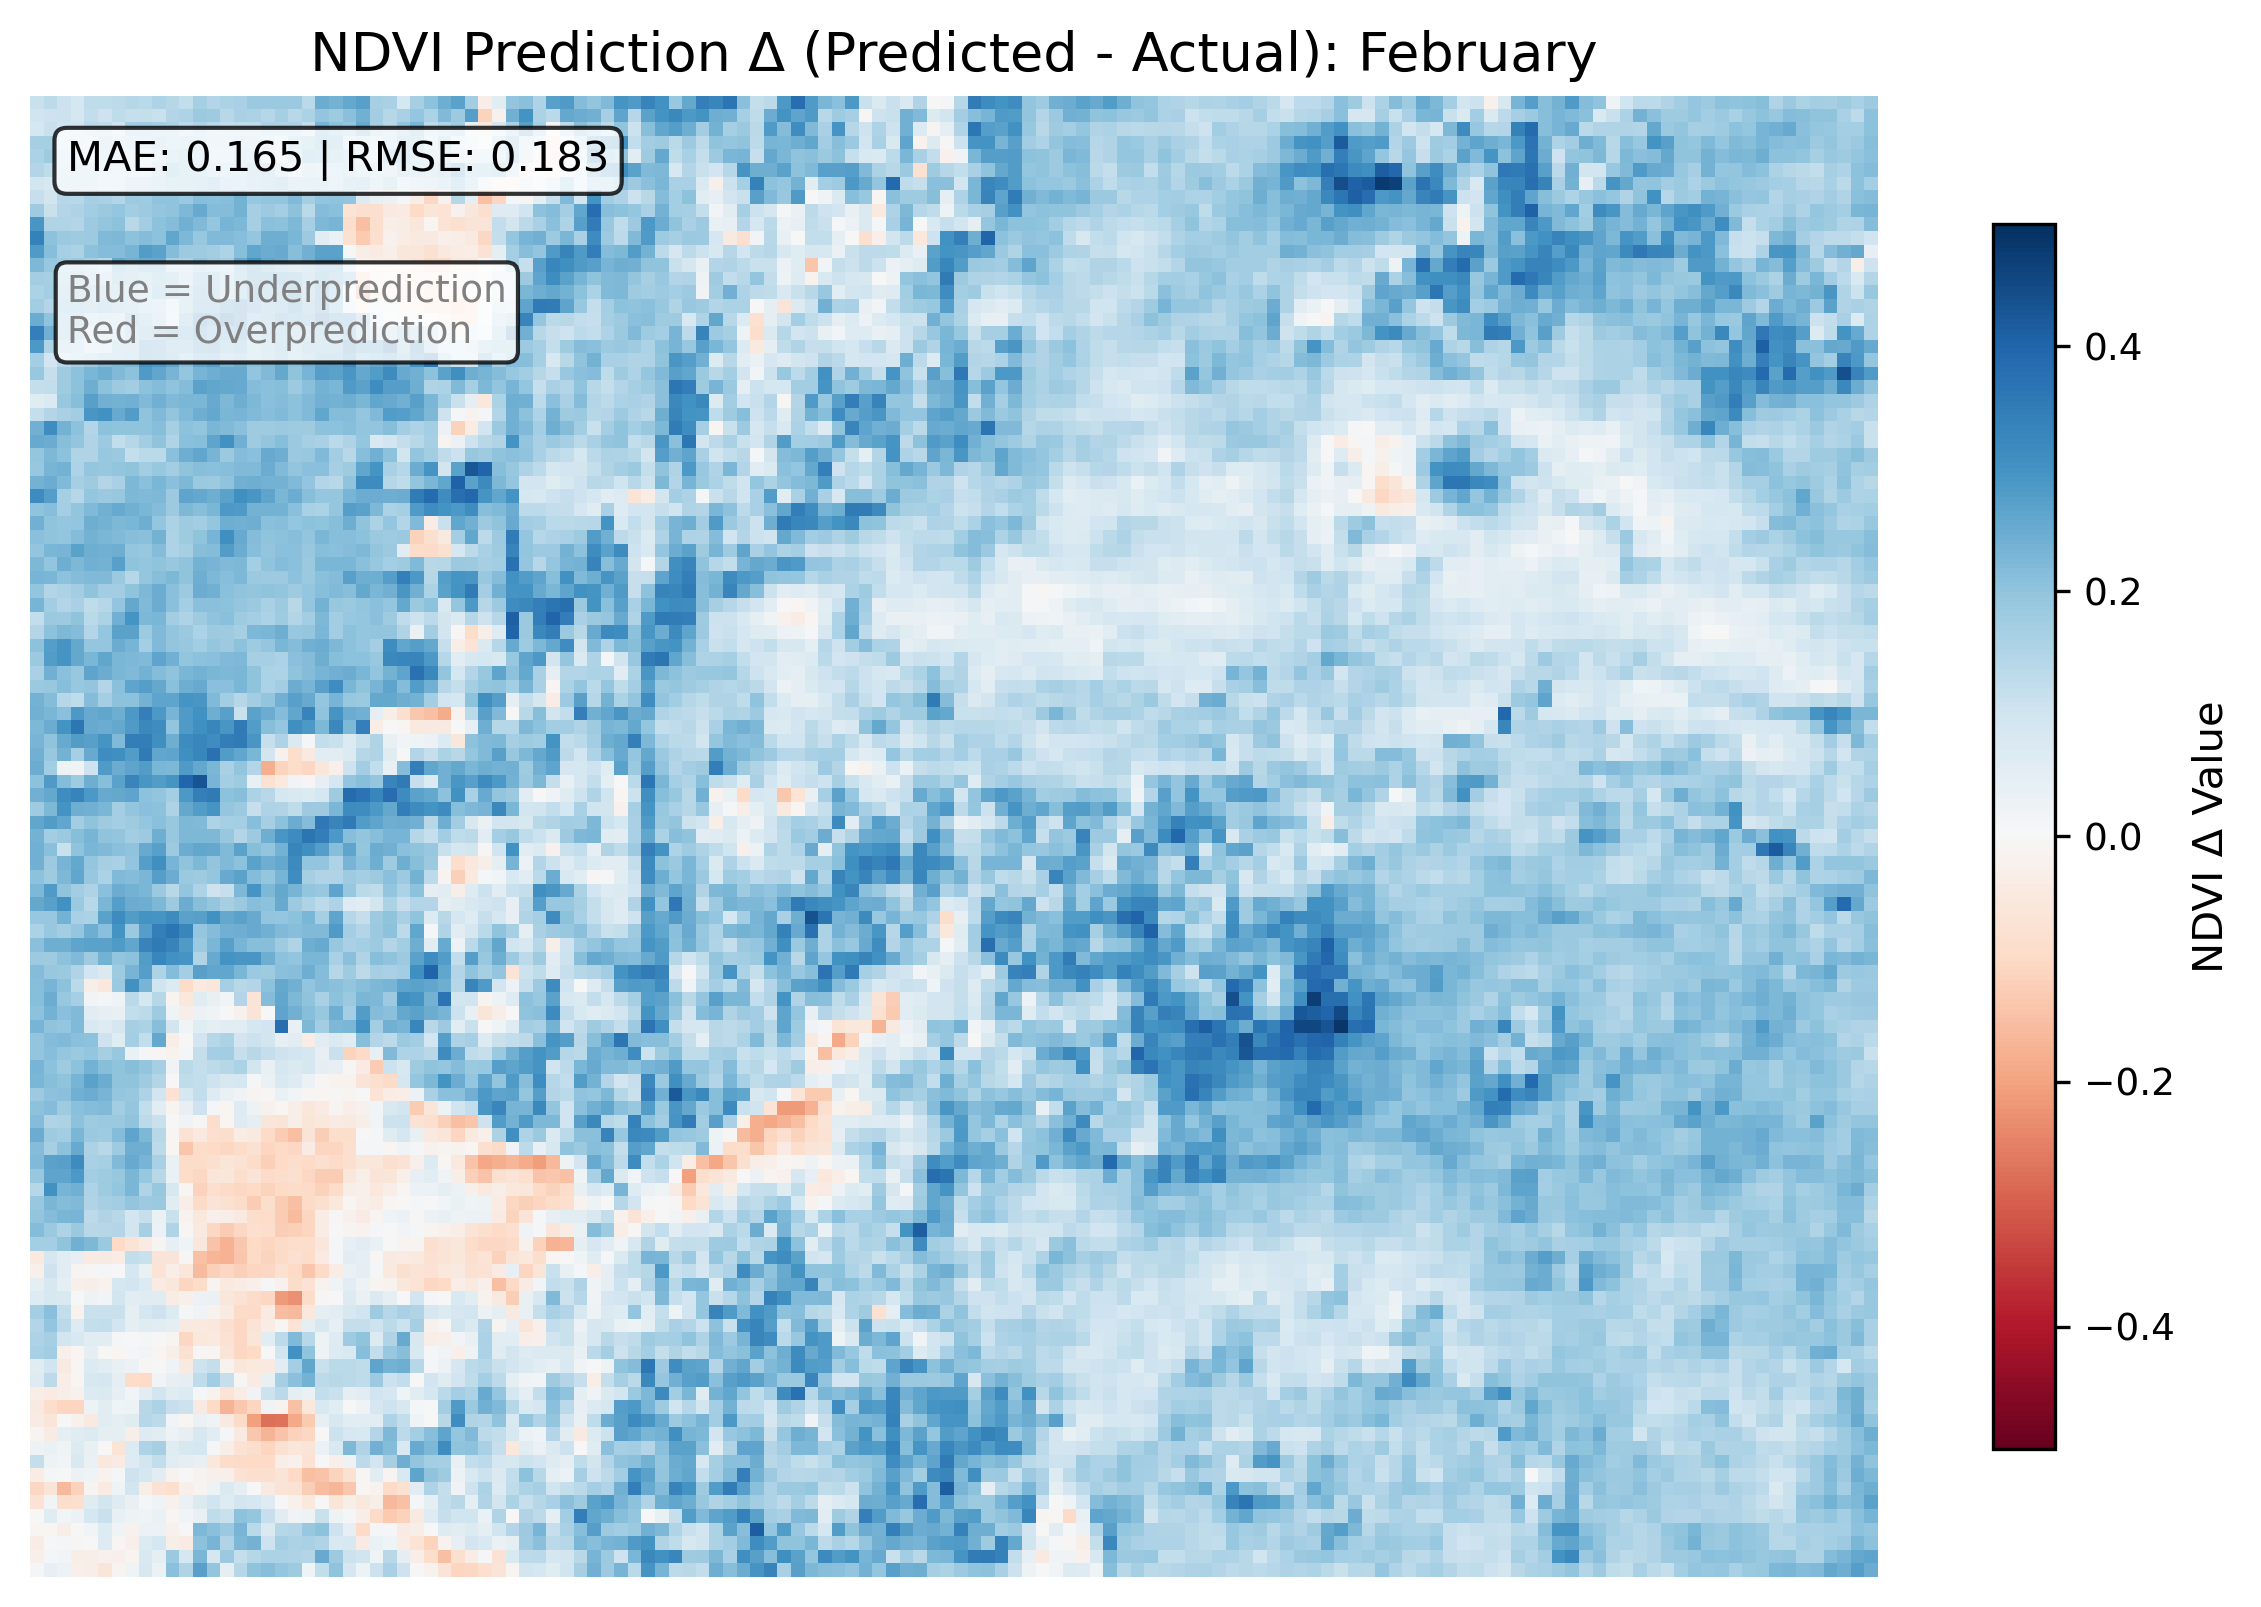 NDVI Prediction Δ (Predicted - Actual): February
MAE: 0.165 | RMSE: 0.183
Blue = Underprediction
Red = Overprediction
0.4
0.2
0.0
−0.2
−0.4
NDVI Δ Value